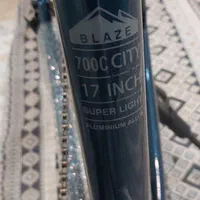 BLAZE
700C CITY
17 INCH
SUPER LIGHT
ALUMINIUM ALLOY